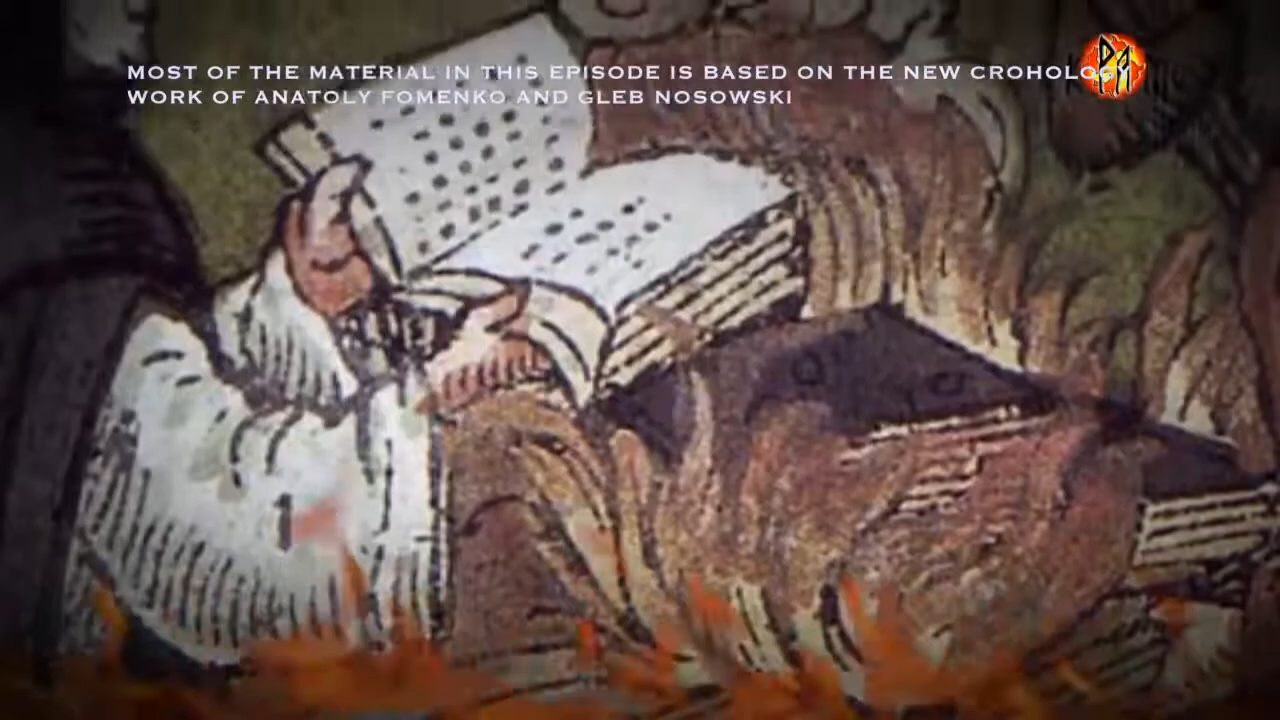 MOST OF THE MATERIAL IN THIS EPISODE IS BASED ON THE NEW CROHOLOGY
WORK OF ANATOLY FOMENKO AND GLEB NOSOWSKI